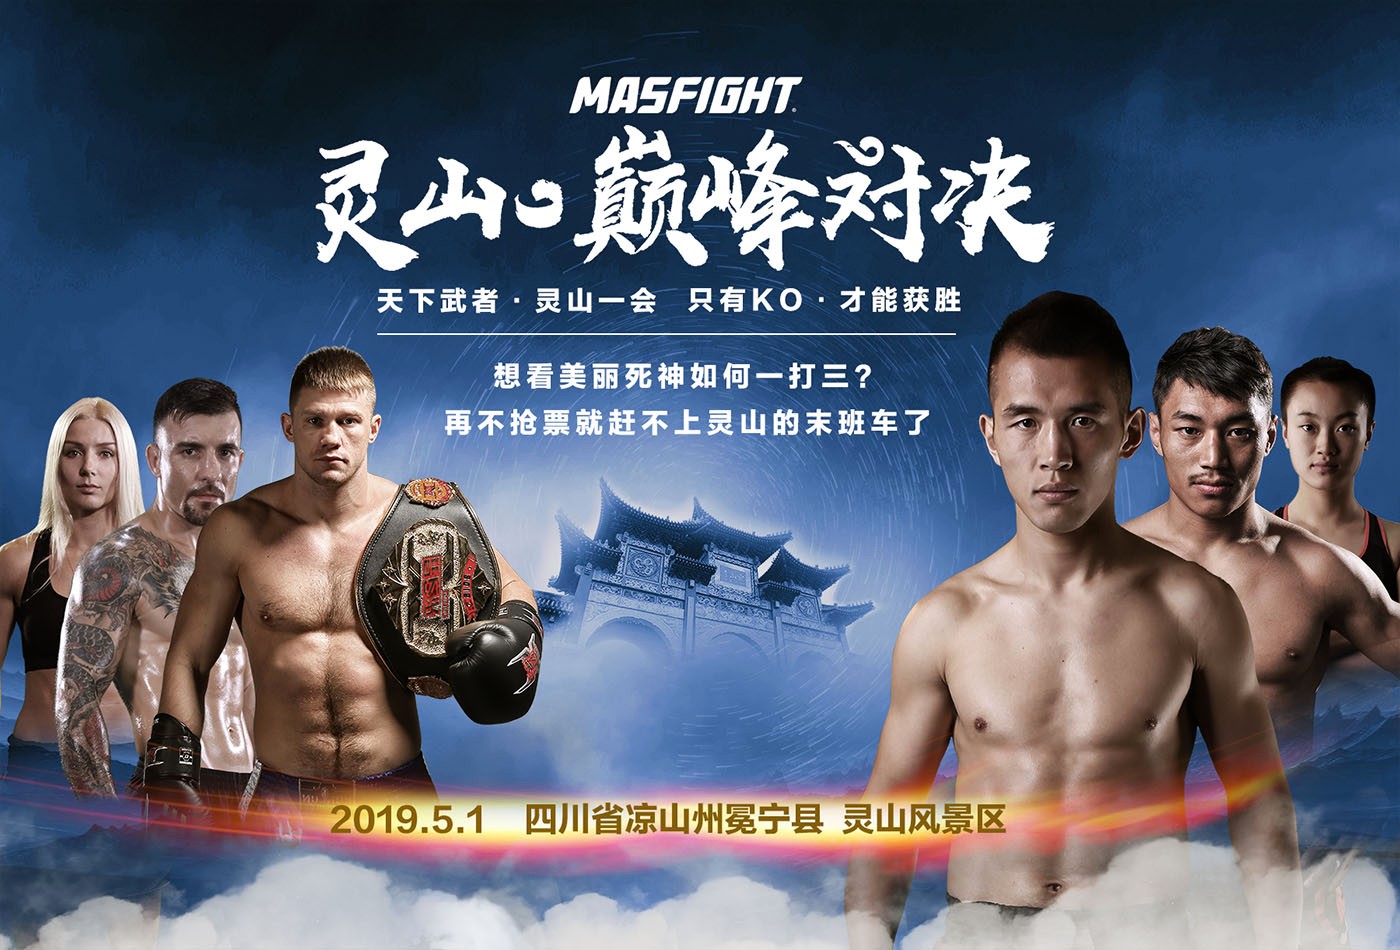 MASFIGHT
灵山·巅峰对决
天下武者·灵山一会 只有KO·才能获胜
想看美丽死神如何一打三?
再不抢票就赶不上灵山的末班车了
2019.5.1 四川省凉山州冕宁县 灵山风景区